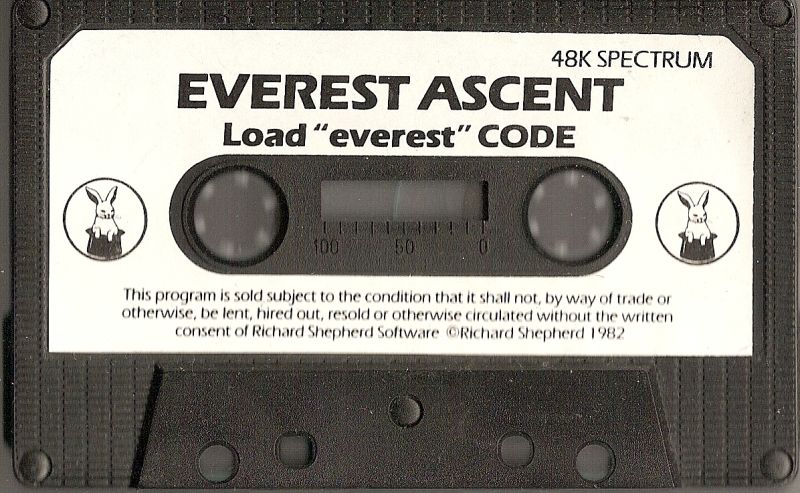 48K SPECTRUM
EVEREST ASCENT
Load "everest" CODE
100 50 0
This program is sold subject to the condition that it shall not, by way of trade or
otherwise, be lent, hired out, resold or otherwise circulated without the written
consent of Richard Shepherd Software ©Richard Shepherd 1982